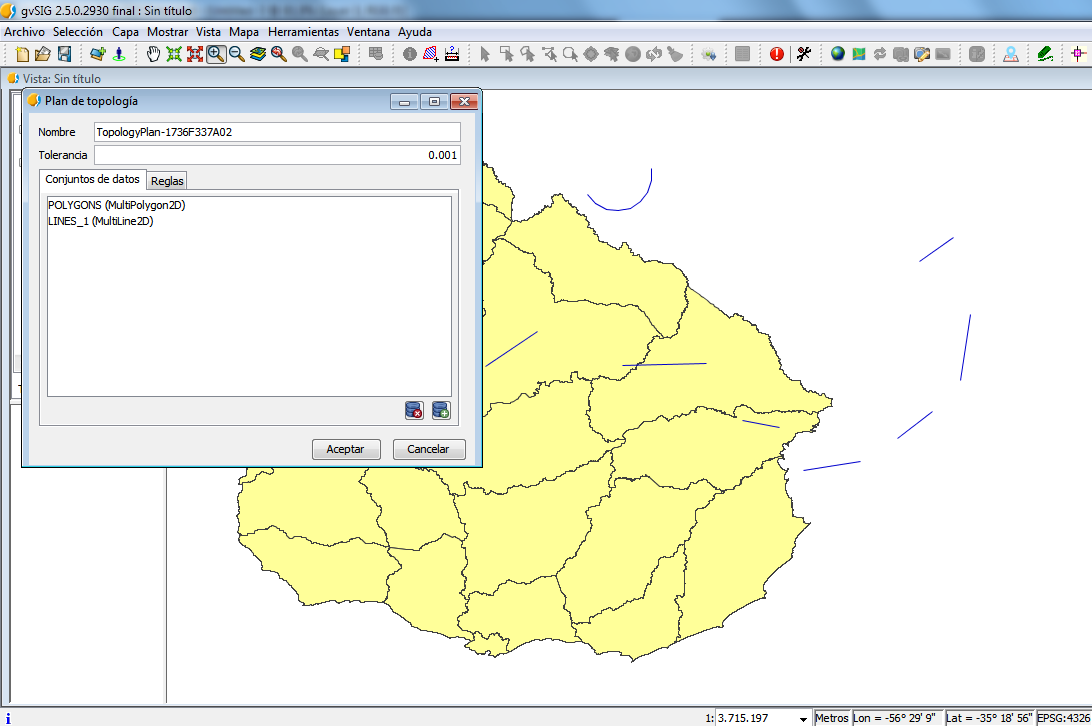 gvSIG 2.5.0.2930 final : Sin título
Archivo Selección Capa Mostrar Vista Mapa Herramientas Ventana Ayuda
Vista: Sin título
Plan de topología
Nombre TopologyPlan-1736F337A02
Tolerancia 0.001
Conjuntos de datos Reglas
POLYGONS (MultiPolygon2D)
LINES_1 (MultiLine2D)
Aceptar Cancelar
1: 3.715.197 Metros Lon = -56° 29' 9" Lat = -35° 18' 56" EPSG:4326